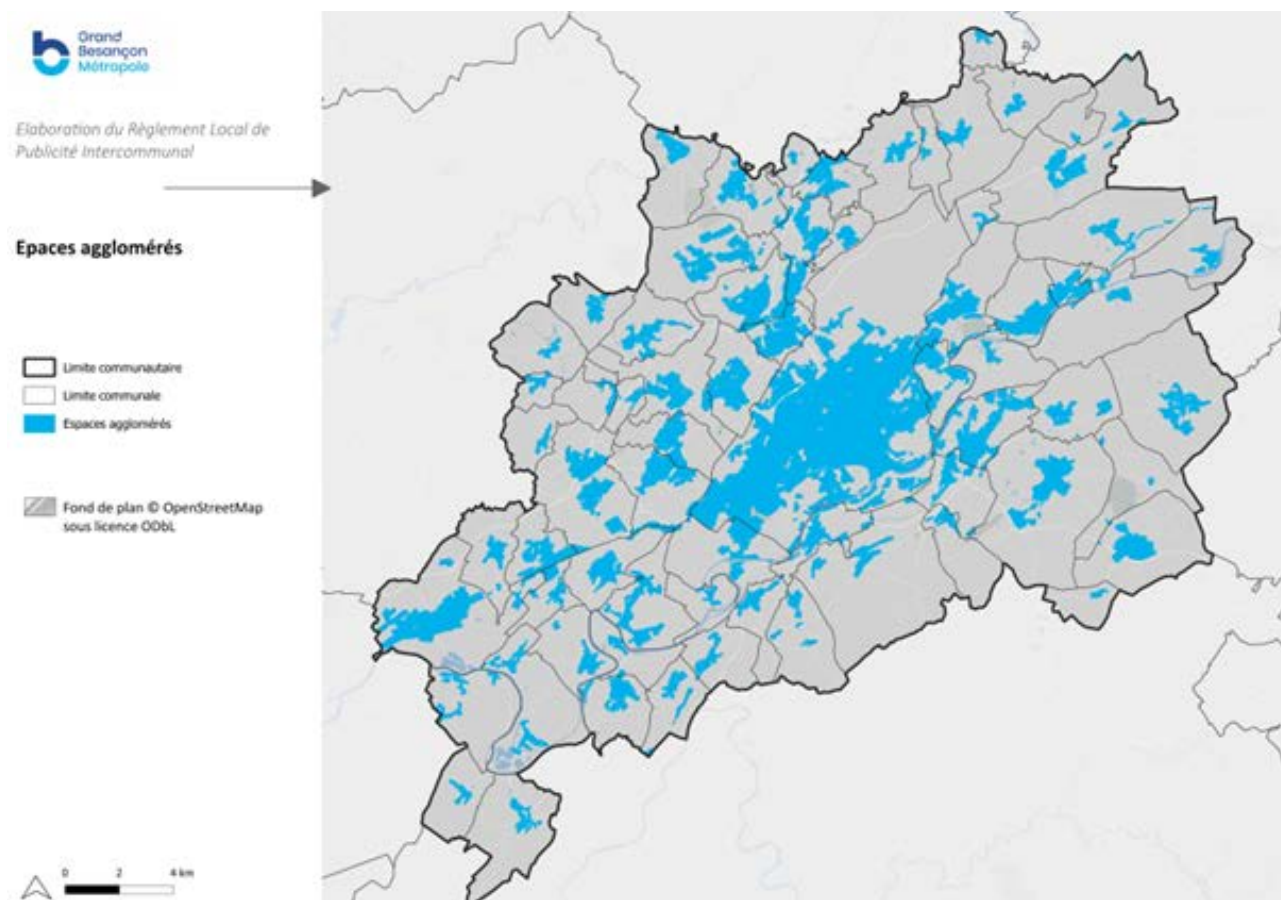 Grand
Besançon
Métropole
Elaboration du Règlement Local de
Publicité Intercommunal
Epaces agglomérés
Limite communautaire
Limite communale
Espaces agglomérés
Fond de plan © OpenStreetMap
sous licence ODbL
0 2 4 km